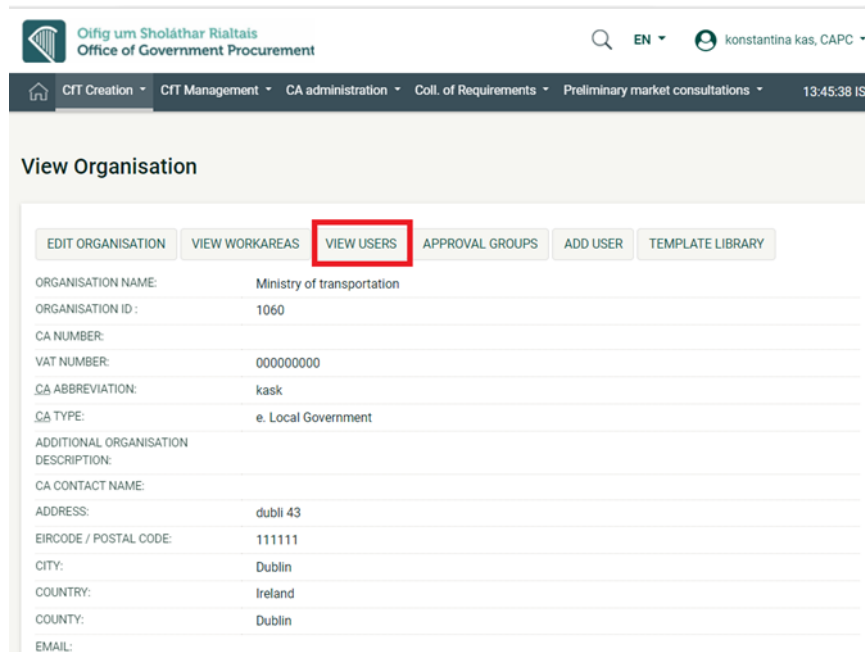 Oifig um Sholáthar Rialtais
Office of Government Procurement
EN
konstantina kas, CAPC
CfT Creation CfT Management CA administration Coll. of Requirements Preliminary market consultations 13:45:38 IS
View Organisation
EDIT ORGANISATION VIEW WORKAREAS VIEW USERS APPROVAL GROUPS ADD USER TEMPLATE LIBRARY
ORGANISATION NAME: Ministry of transportation
ORGANISATION ID : 1060
CA NUMBER:
VAT NUMBER: 000000000
CA ABBREVIATION: kask
CA TYPE: e. Local Government
ADDITIONAL ORGANISATION
DESCRIPTION:
CA CONTACT NAME:
ADDRESS: dubli 43
EIRCODE / POSTAL CODE: 111111
CITY: Dublin
COUNTRY: Ireland
COUNTY: Dublin
EMAIL: